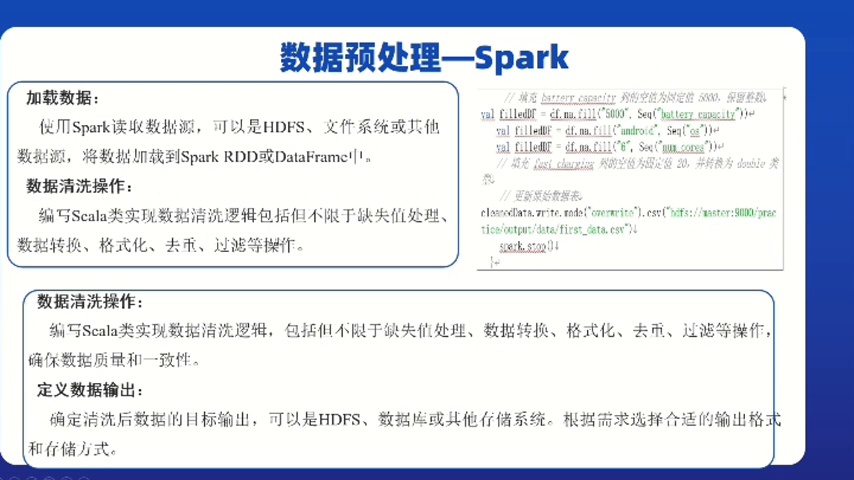 数据预处理—Spark
加载数据：
使用Spark读取数据源，可以是HDFS、文件系统或其他
数据源，将数据加载到Spark RDD或DataFrame中。
数据清洗操作：
编写Scala类实现数据清洗逻辑包括但不限于缺失值处理、
数据转换、格式化、去重、过滤等操作。
// 填充 battery_capacity 列的空值为固定值 5000，保留整数。
val filledDF = df.na.fill("5000", Seq("battery_capacity"))
val filledDF = df.na.fill("android", Seq("os"))
val filledDF = df.na.fill("6", Seq("num_cores"))
// 填充 fast_charging 列的空值为固定值 20，并转换为 double 类
型。
// 更新原始数据表。
cleanedData.write.mode("overwrite").csv("hdfs://master:9000/prac
tice/output/data/first_data.csv")
spark.stop()
}
数据清洗操作：
编写Scala类实现数据清洗逻辑，包括但不限于缺失值处理、数据转换、格式化、去重、过滤等操作，
确保数据质量和一致性。
定义数据输出：
确定清洗后数据的目标输出，可以是HDFS、数据库或其他存储系统。根据需求选择合适的输出格式
和存储方式。